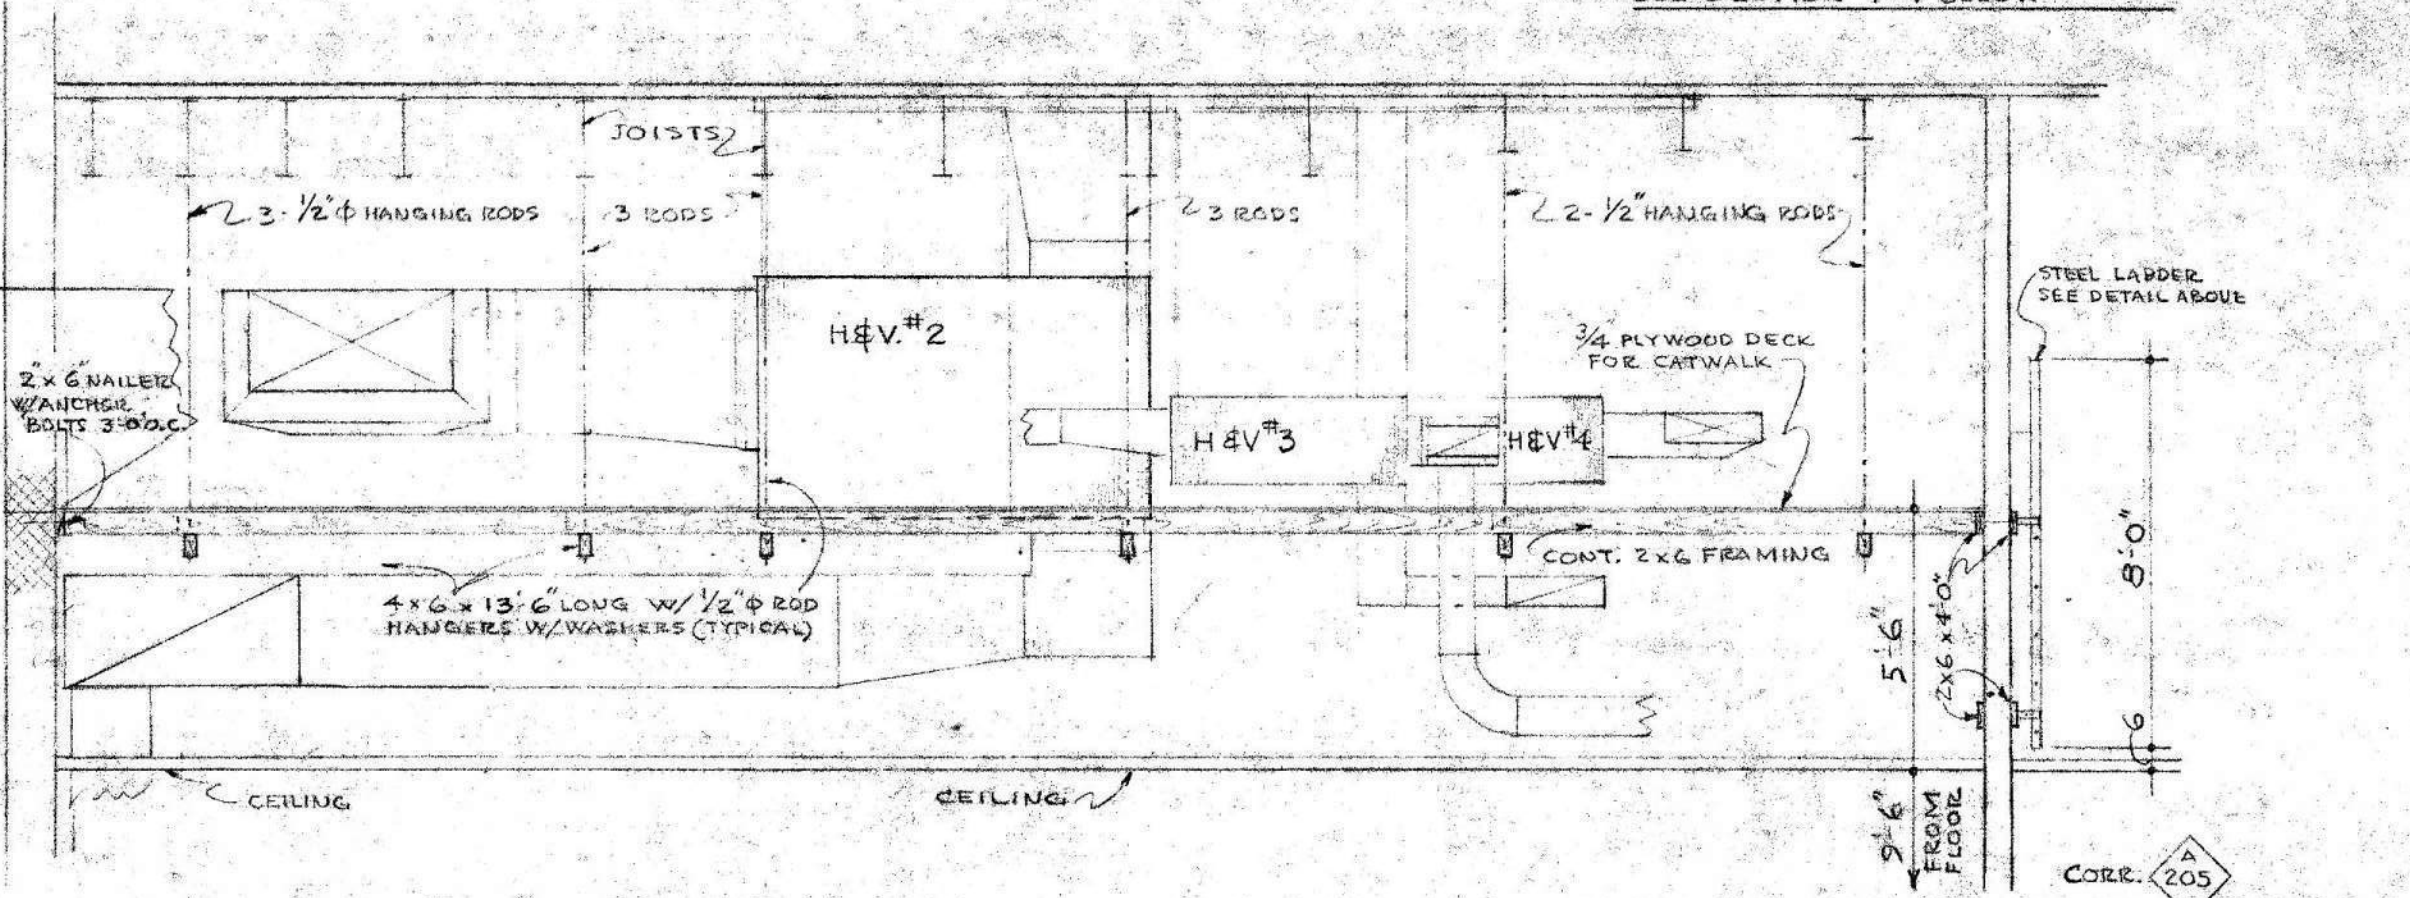 JOISTS
3-1/2"Φ HANGING RODS
3 RODS
3 RODS
2-1/2" HANGING RODS
STEEL LADDER
SEE DETAIL ABOVE
H&V.#2
3/4 PLYWOOD DECK
FOR CATWALK
2"x6" NAILER
W/ANCHER
BOLTS 3'-0"O.C.
H&V#3
H&V#4
CONT. 2x6 FRAMING
4x6x13'-6" LONG W/ 1/2"Φ ROD
HANGERS W/WASHERS (TYPICAL)
8'-0"
5'-6"
2x6x4'-0"
6
CEILING
CEILING
9'-6"
FROM
FLOOR
CORR.
A
205